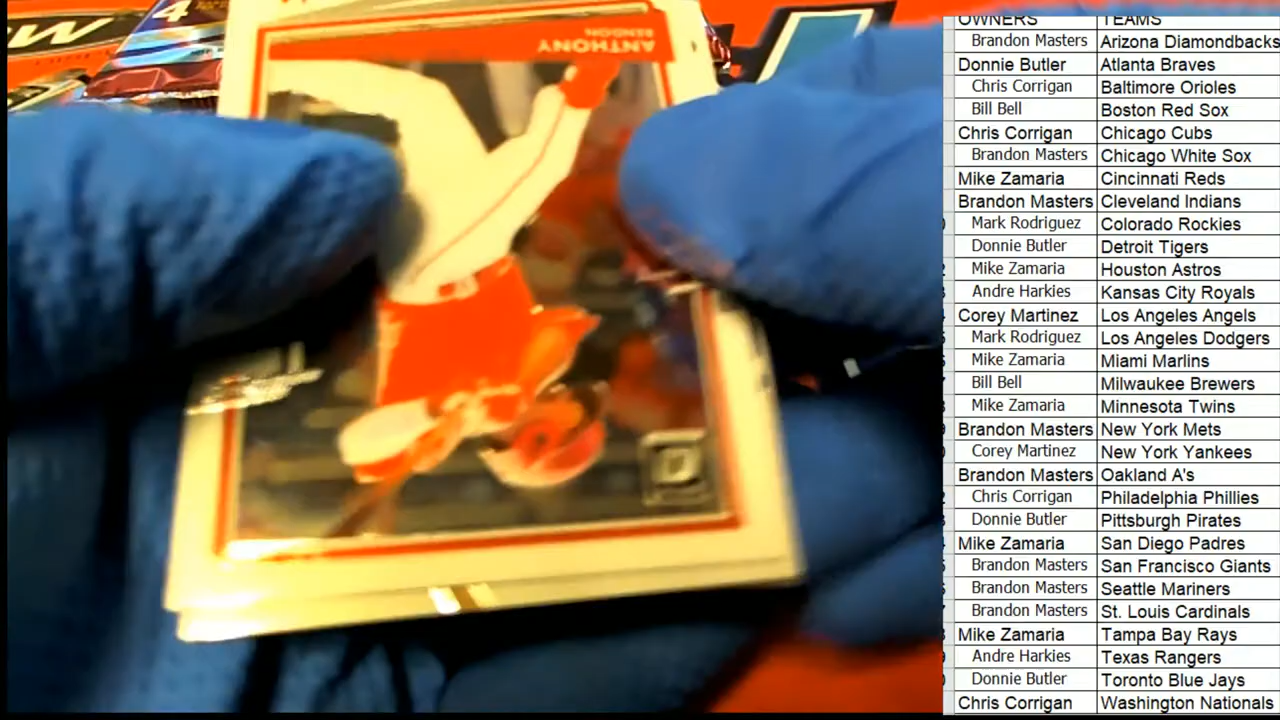 4
ANTHONY
RENDON
D
OWNERS TEAMS
Brandon Masters Arizona Diamondbacks
Donnie Butler Atlanta Braves
Chris Corrigan Baltimore Orioles
Bill Bell Boston Red Sox
Chris Corrigan Chicago Cubs
Brandon Masters Chicago White Sox
Mike Zamaria Cincinnati Reds
Brandon Masters Cleveland Indians
Mark Rodriguez Colorado Rockies
Donnie Butler Detroit Tigers
Mike Zamaria Houston Astros
Andre Harkies Kansas City Royals
Corey Martinez Los Angeles Angels
Mark Rodriguez Los Angeles Dodgers
Mike Zamaria Miami Marlins
Bill Bell Milwaukee Brewers
Mike Zamaria Minnesota Twins
Brandon Masters New York Mets
Corey Martinez New York Yankees
Brandon Masters Oakland A's
Chris Corrigan Philadelphia Phillies
Donnie Butler Pittsburgh Pirates
Mike Zamaria San Diego Padres
Brandon Masters San Francisco Giants
Brandon Masters Seattle Mariners
Brandon Masters St. Louis Cardinals
Mike Zamaria Tampa Bay Rays
Andre Harkies Texas Rangers
Donnie Butler Toronto Blue Jays
Chris Corrigan Washington Nationals